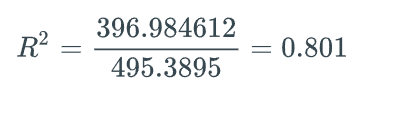 R² = 396.984612 / 495.3895 = 0.801